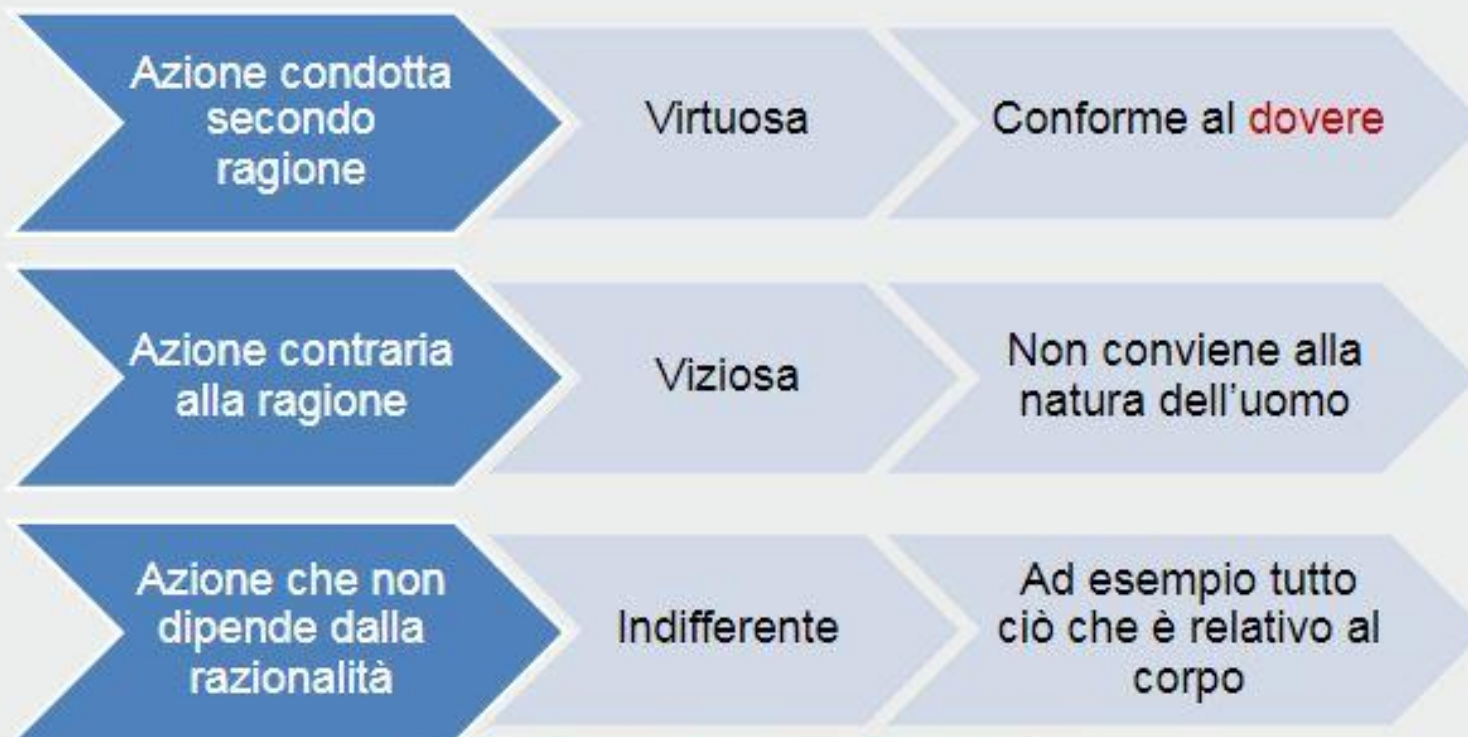 Azione condotta
secondo
ragione
Virtuosa
Conforme al dovere
Azione contraria
alla ragione
Viziosa
Non conviene alla
natura dell'uomo
Azione che non
dipende dalla
razionalità
Indifferente
Ad esempio tutto
ciò che è relativo al
corpo